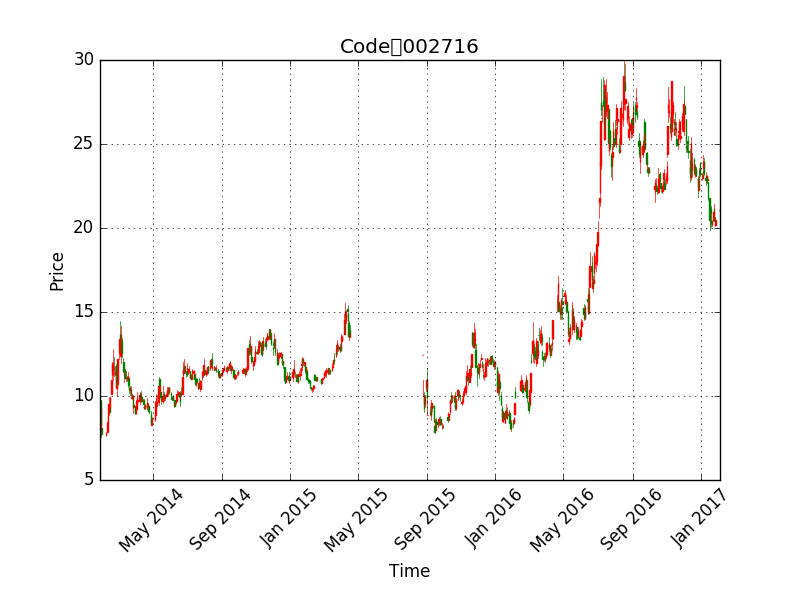 Code▯002716
30
25
20
15
10
5
Price
May 2014
Sep 2014
Jan 2015
May 2015
Sep 2015
Jan 2016
May 2016
Sep 2016
Jan 2017
Time